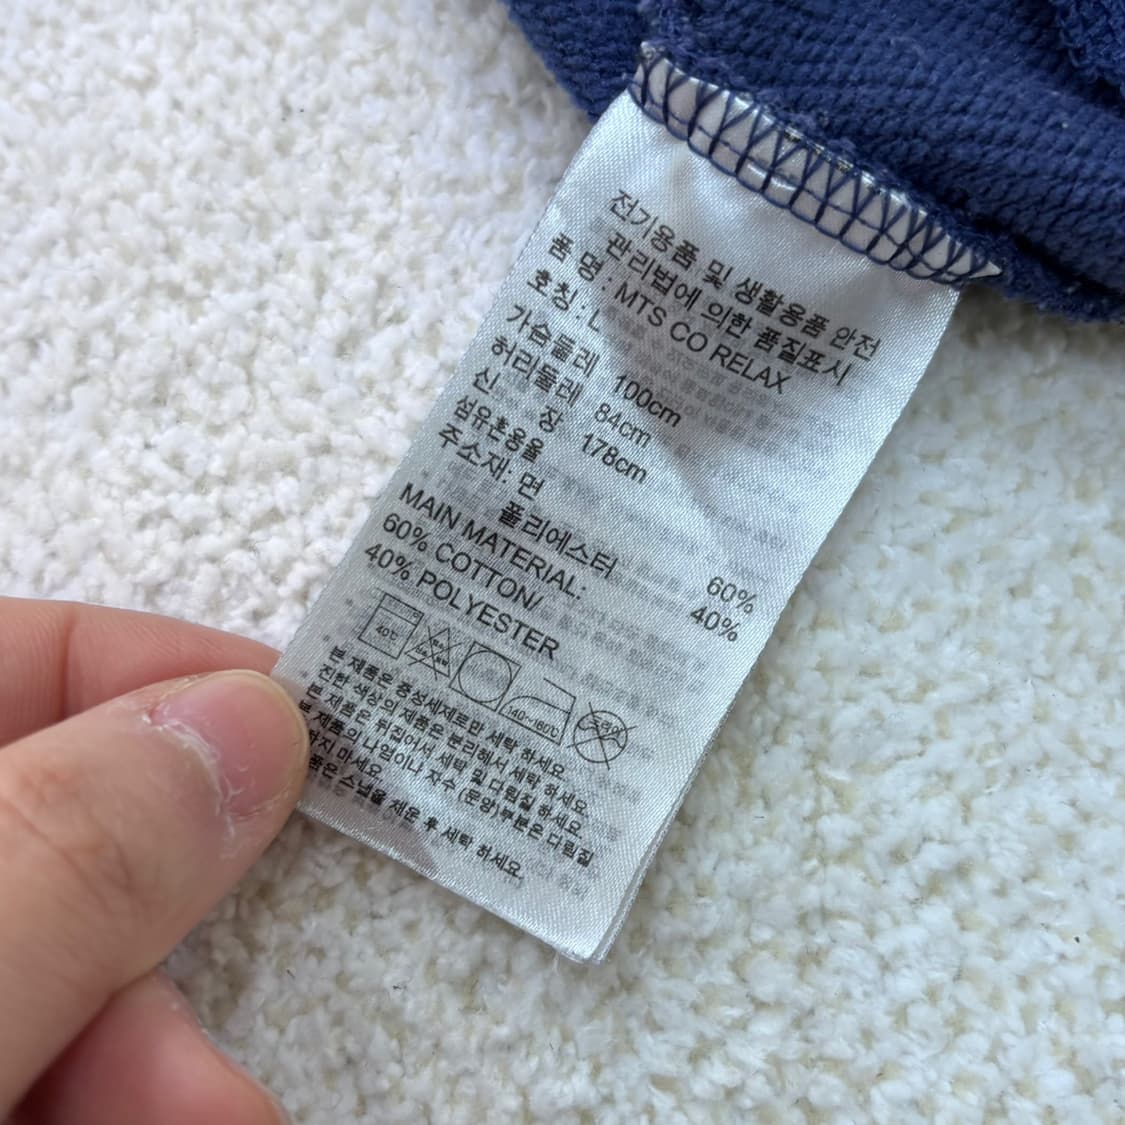 전기용품 및 생활용품 안전
관리법에 의한 품질표시
품 명 : MTS CO RELAX
호칭 : L
가슴둘레 100cm
허리둘레 84cm
신 장 178cm
섬유혼용율
주소재: 면 60%
폴리에스터 40%
MAIN MATERIAL:
60% COTTON/
40% POLYESTER
40℃
140~160℃
드라이
본 제품은 중성세제로만 세탁 하세요.
진한 색상의 제품은 분리해서 세탁 하세요.
본 제품은 뒤집어서 세탁 및 다림질 하세요.
본 제품의 나염이나 자수 (문양)부분은 다림질
하지 마세요.
제품은 스냅을 채운 후 세탁 하세요.